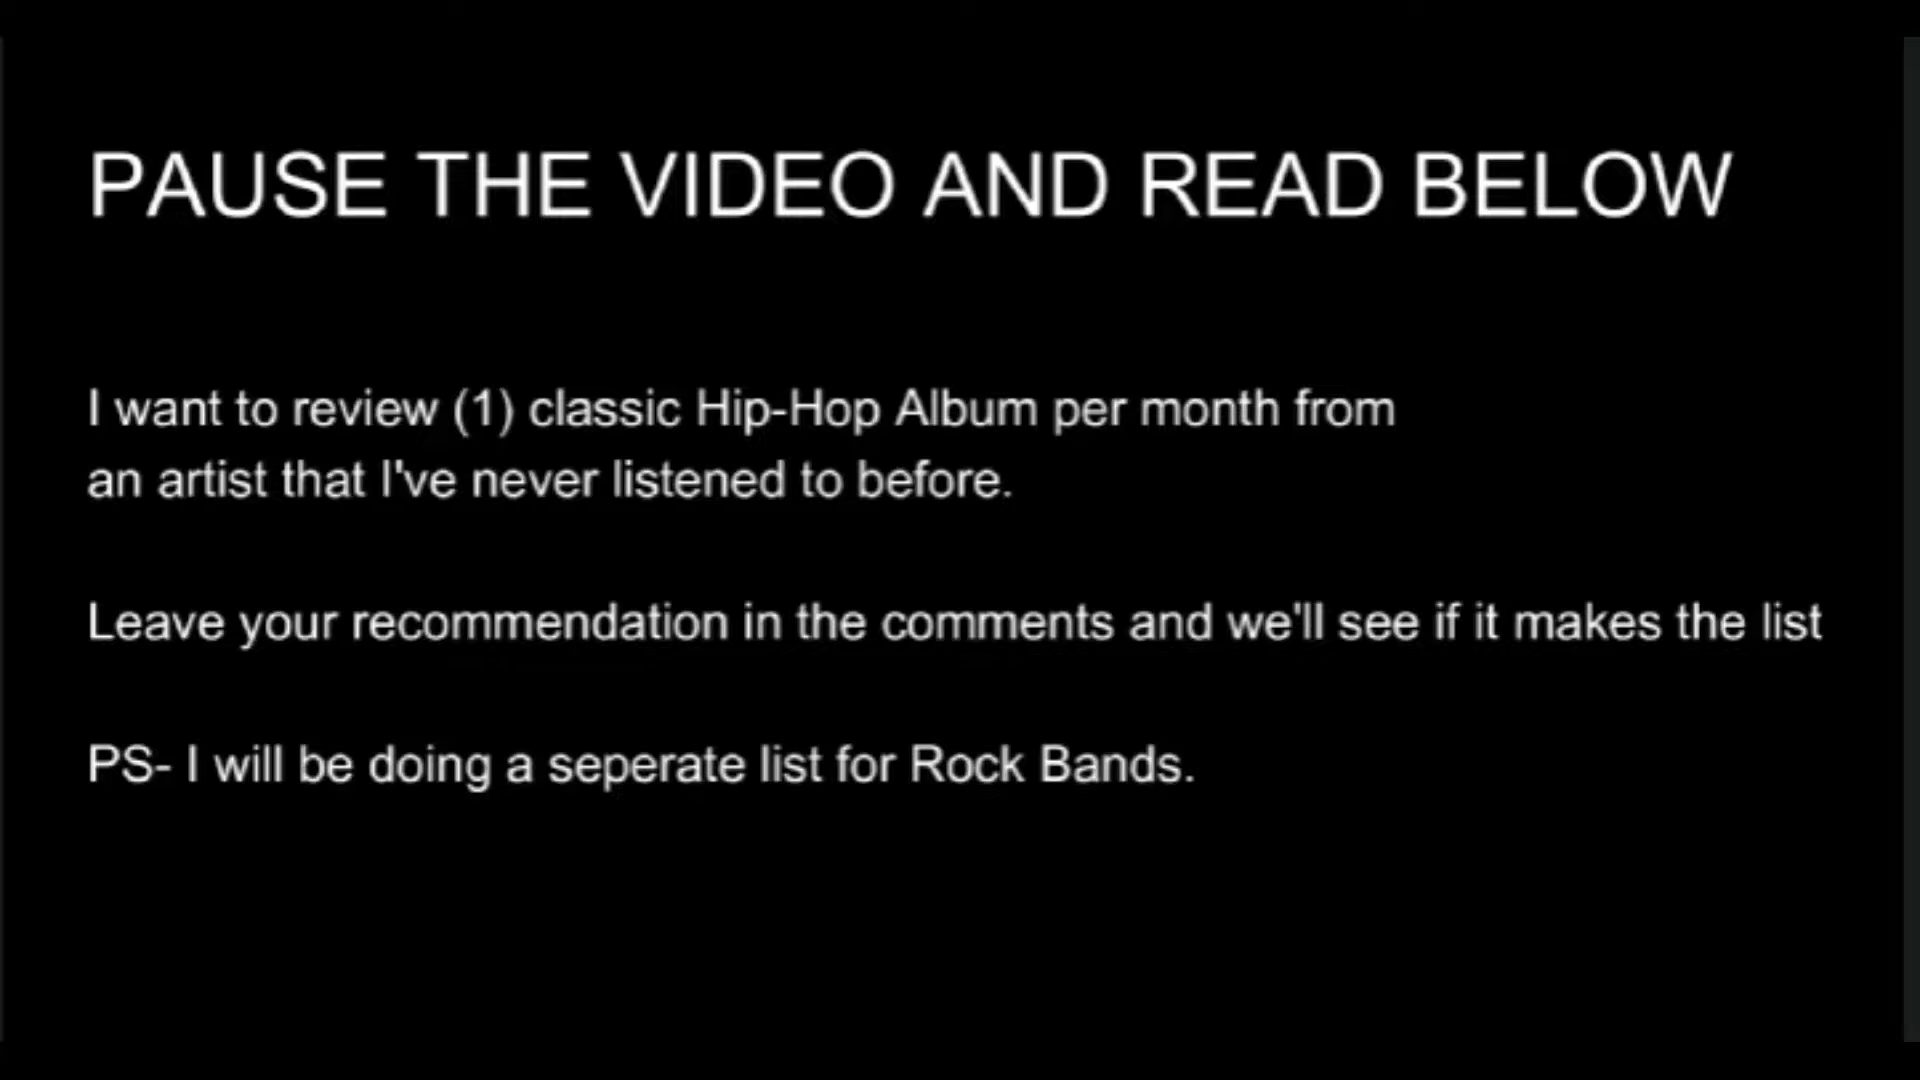 PAUSE THE VIDEO AND READ BELOW
I want to review (1) classic Hip-Hop Album per month from
an artist that I've never listened to before.
Leave your recommendation in the comments and we'll see if it makes the list
PS- I will be doing a seperate list for Rock Bands.